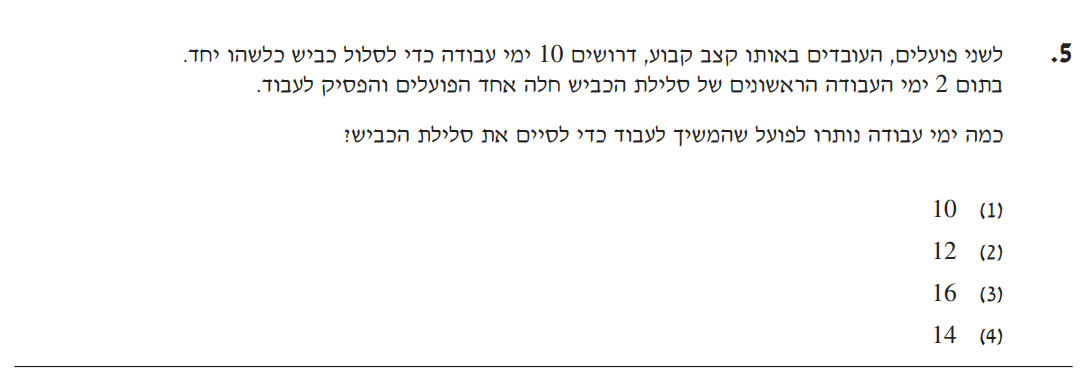 5. לשני פועלים, העובדים באותו קצב קבוע, דרושים 10 ימי עבודה כדי לסלול כביש כלשהו יחד.
בתום 2 ימי העבודה הראשונים של סלילת הכביש חלה אחד הפועלים והפסיק לעבוד.
כמה ימי עבודה נותרו לפועל שהמשיך לעבוד כדי לסיים את סלילת הכביש?
(1) 10
(2) 12
(3) 16
(4) 14